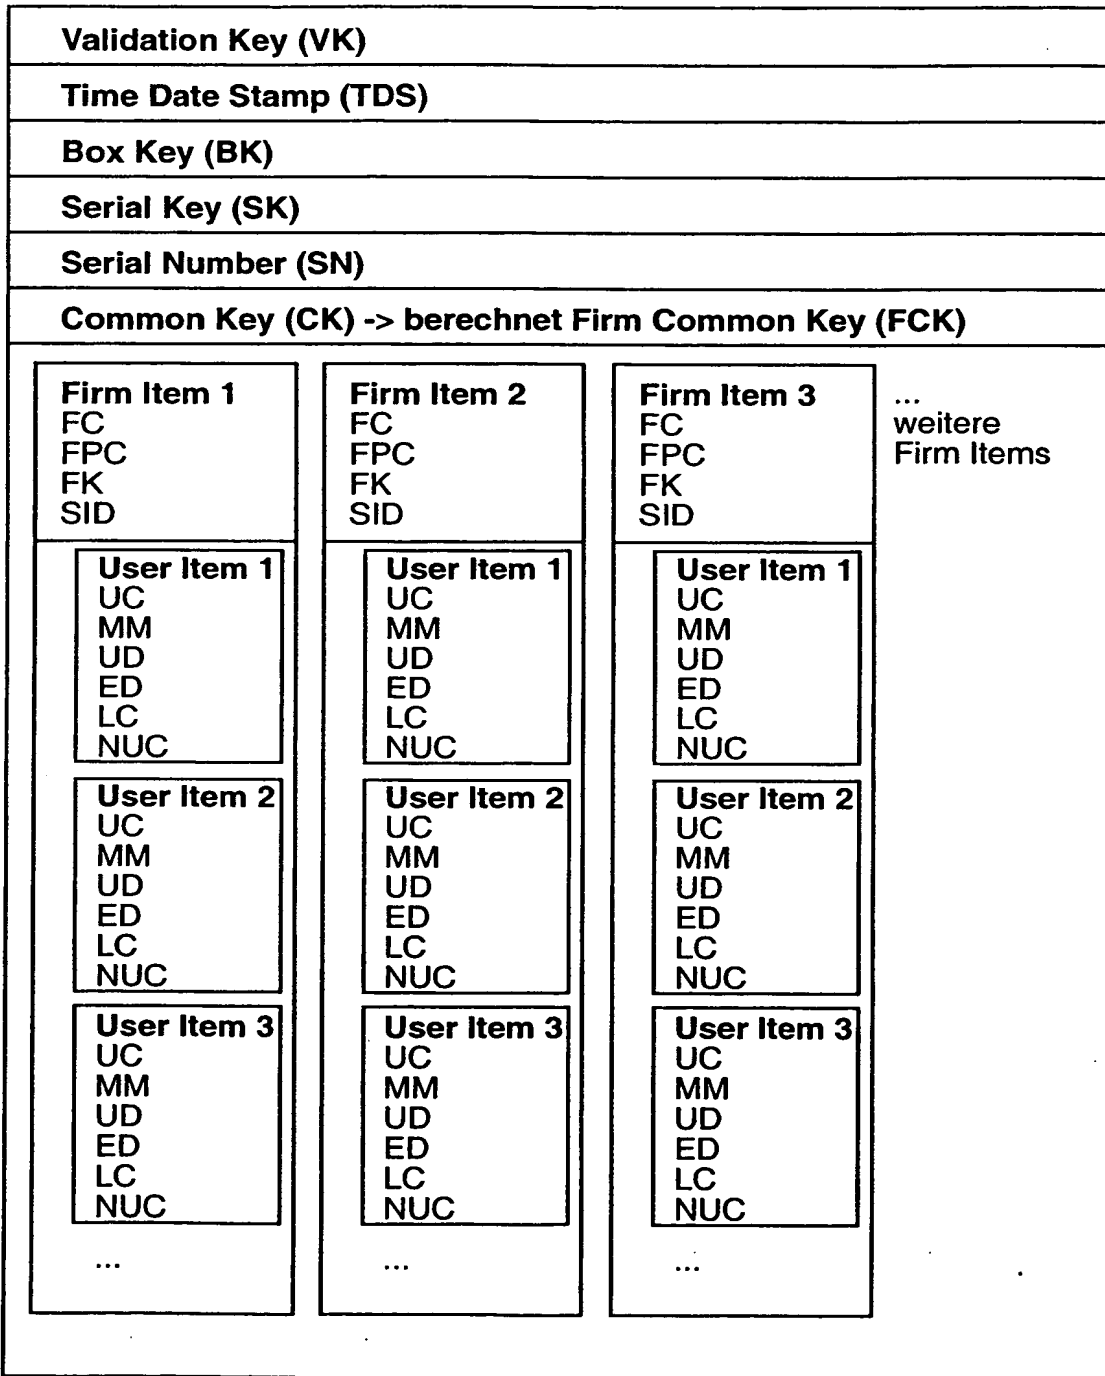 Validation Key (VK)
Time Date Stamp (TDS)
Box Key (BK)
Serial Key (SK)
Serial Number (SN)
Common Key (CK) -> berechnet Firm Common Key (FCK)
Firm Item 1
FC
FPC
FK
SID
User Item 1
UC
MM
UD
ED
LC
NUC
User Item 2
UC
MM
UD
ED
LC
NUC
User Item 3
UC
MM
UD
ED
LC
NUC
...
Firm Item 2
FC
FPC
FK
SID
User Item 1
UC
MM
UD
ED
LC
NUC
User Item 2
UC
MM
UD
ED
LC
NUC
User Item 3
UC
MM
UD
ED
LC
NUC
...
Firm Item 3
FC
FPC
FK
SID
User Item 1
UC
MM
UD
ED
LC
NUC
User Item 2
UC
MM
UD
ED
LC
NUC
User Item 3
UC
MM
UD
ED
LC
NUC
...
...
weitere
Firm Items